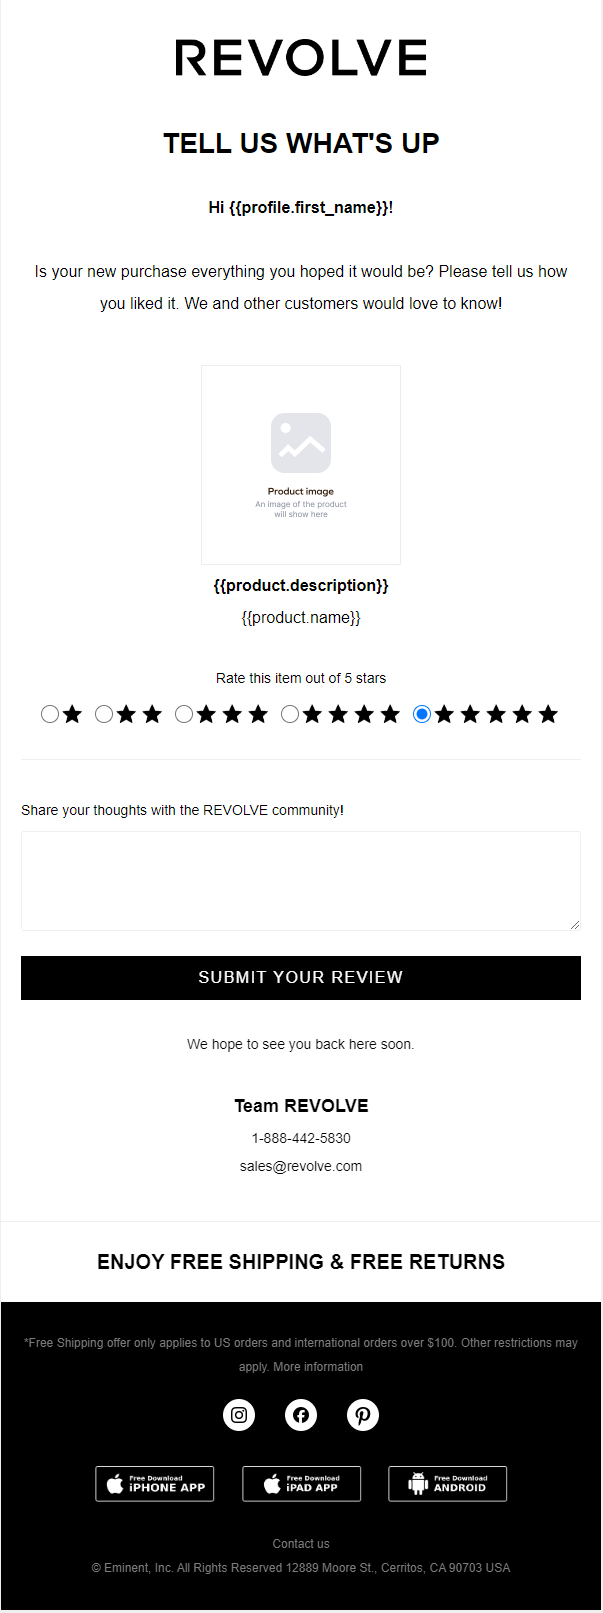 REVOLVE
TELL US WHAT'S UP
Hi {{profile.first_name}}!
Is your new purchase everything you hoped it would be? Please tell us how
you liked it. We and other customers would love to know!
Product image
An image of the product
will show here
{{product.description}}
{{product.name}}
Rate this item out of 5 stars
Share your thoughts with the REVOLVE community!
SUBMIT YOUR REVIEW
We hope to see you back here soon.
Team REVOLVE
1-888-442-5830
sales@revolve.com
ENJOY FREE SHIPPING & FREE RETURNS
*Free Shipping offer only applies to US orders and international orders over $100. Other restrictions may
apply. More information
Free Download
iPHONE APP
Free Download
iPAD APP
Free Download
ANDROID
Contact us
© Eminent, Inc. All Rights Reserved 12889 Moore St., Cerritos, CA 90703 USA